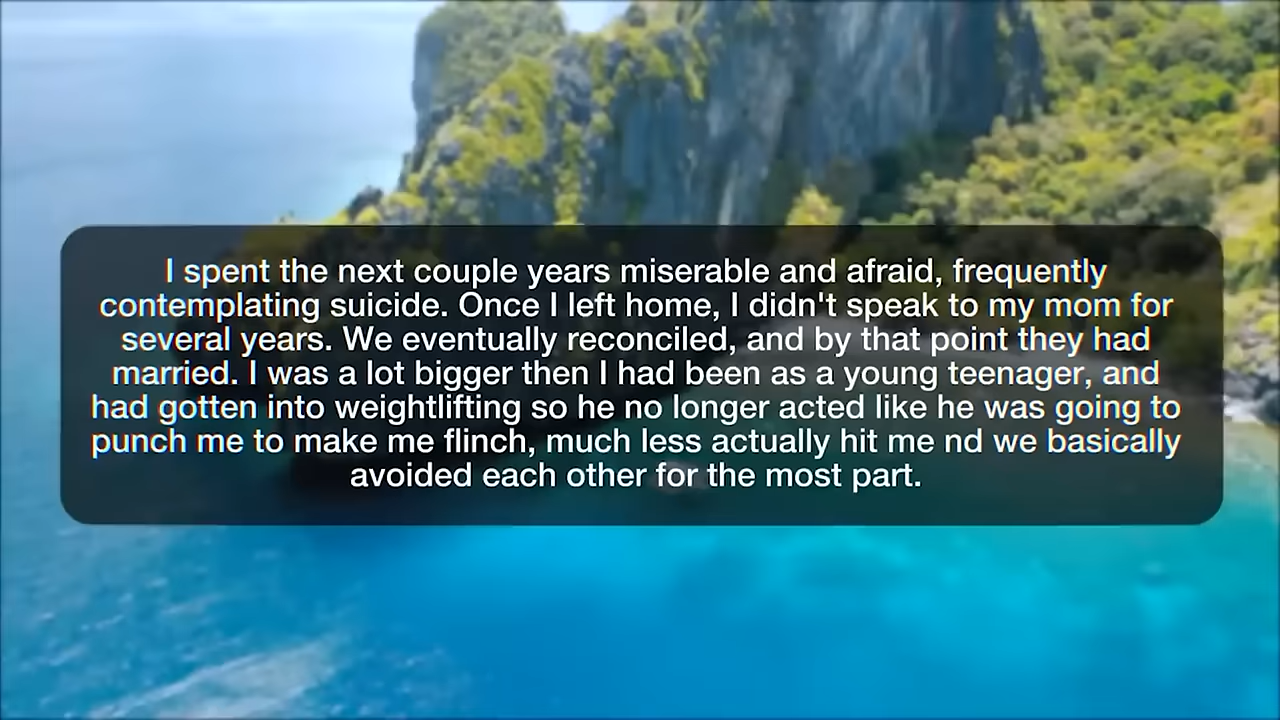 I spent the next couple years miserable and afraid, frequently
contemplating suicide. Once I left home, I didn't speak to my mom for
several years. We eventually reconciled, and by that point they had
married. I was a lot bigger then I had been as a young teenager, and
had gotten into weightlifting so he no longer acted like he was going to
punch me to make me flinch, much less actually hit me nd we basically
avoided each other for the most part.